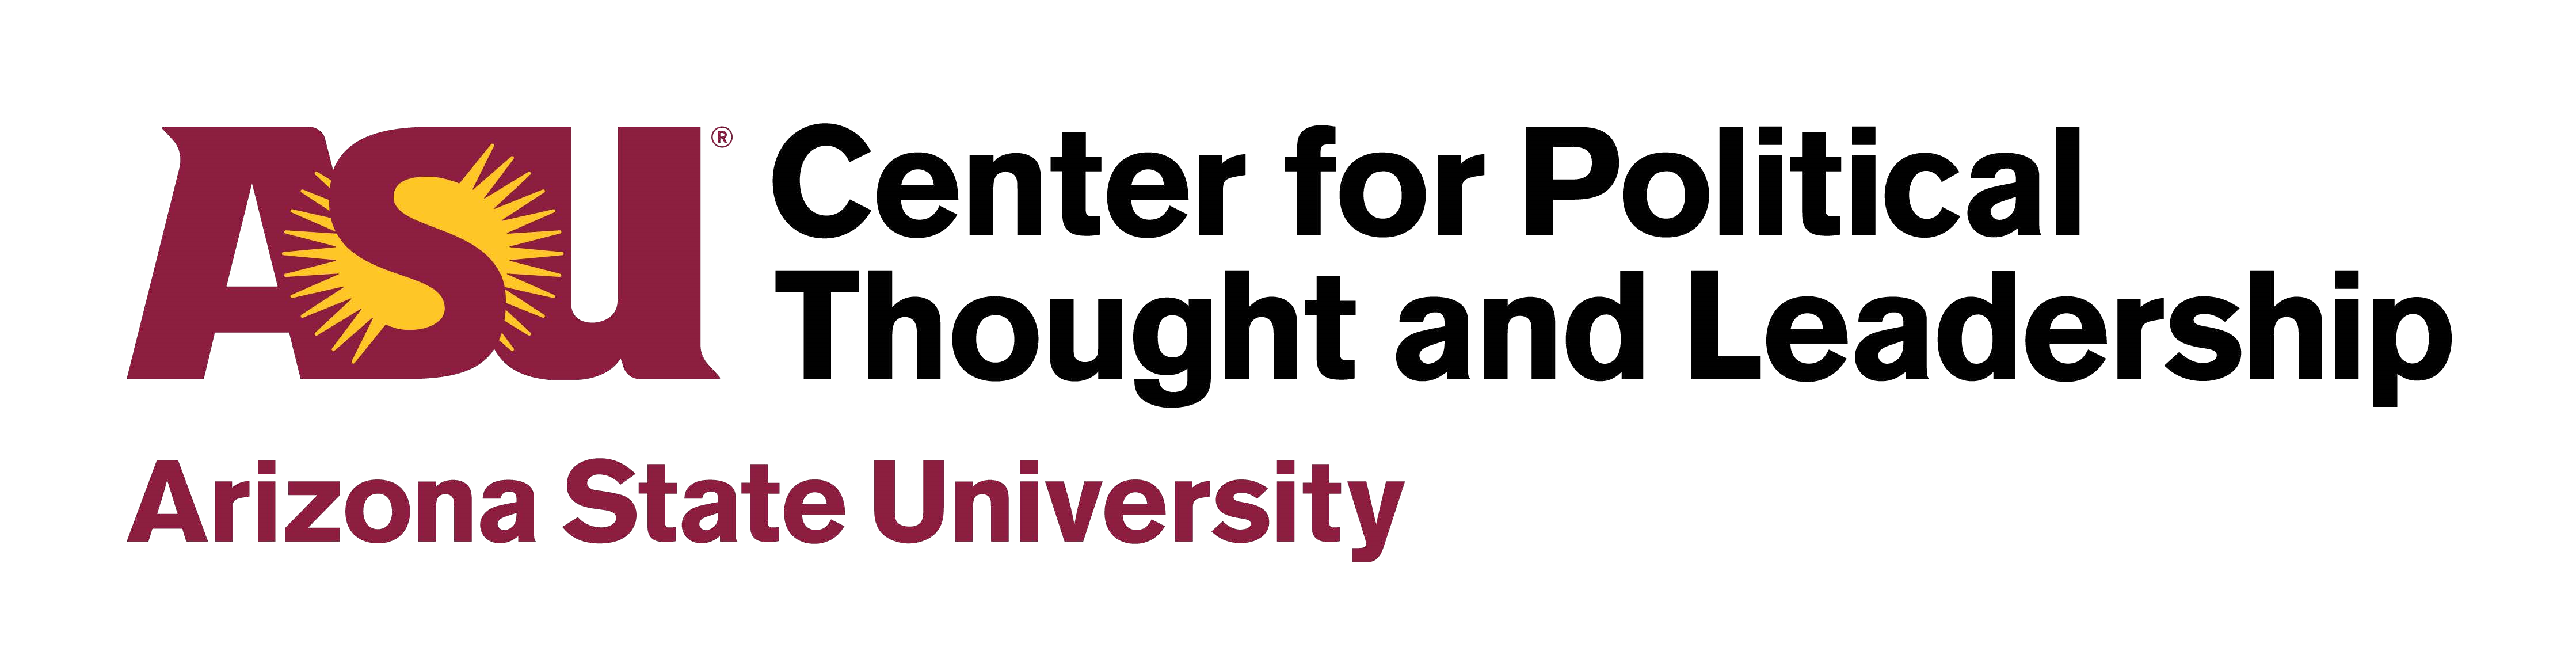 ASU® Center for Political
Thought and Leadership
Arizona State University